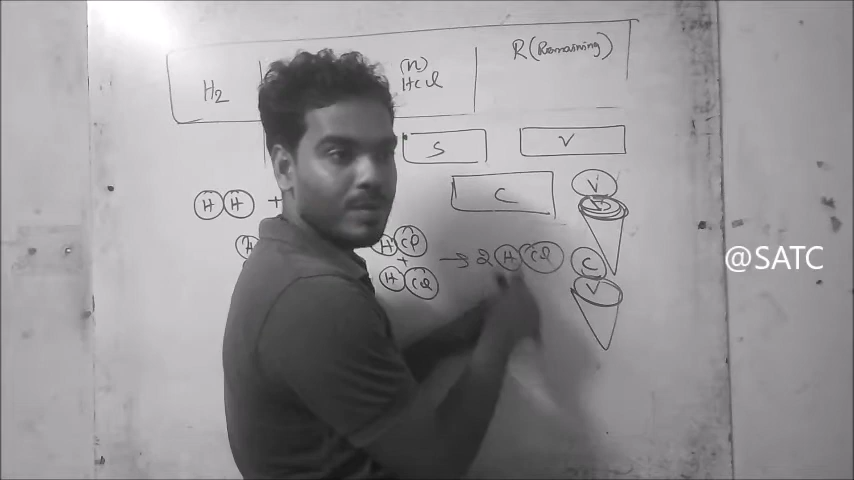 H2 (n) HCl R (Remaining)
S V
C V
H H + V
H H Cl → 2 H Cl C
+
H Cl V
@SATC